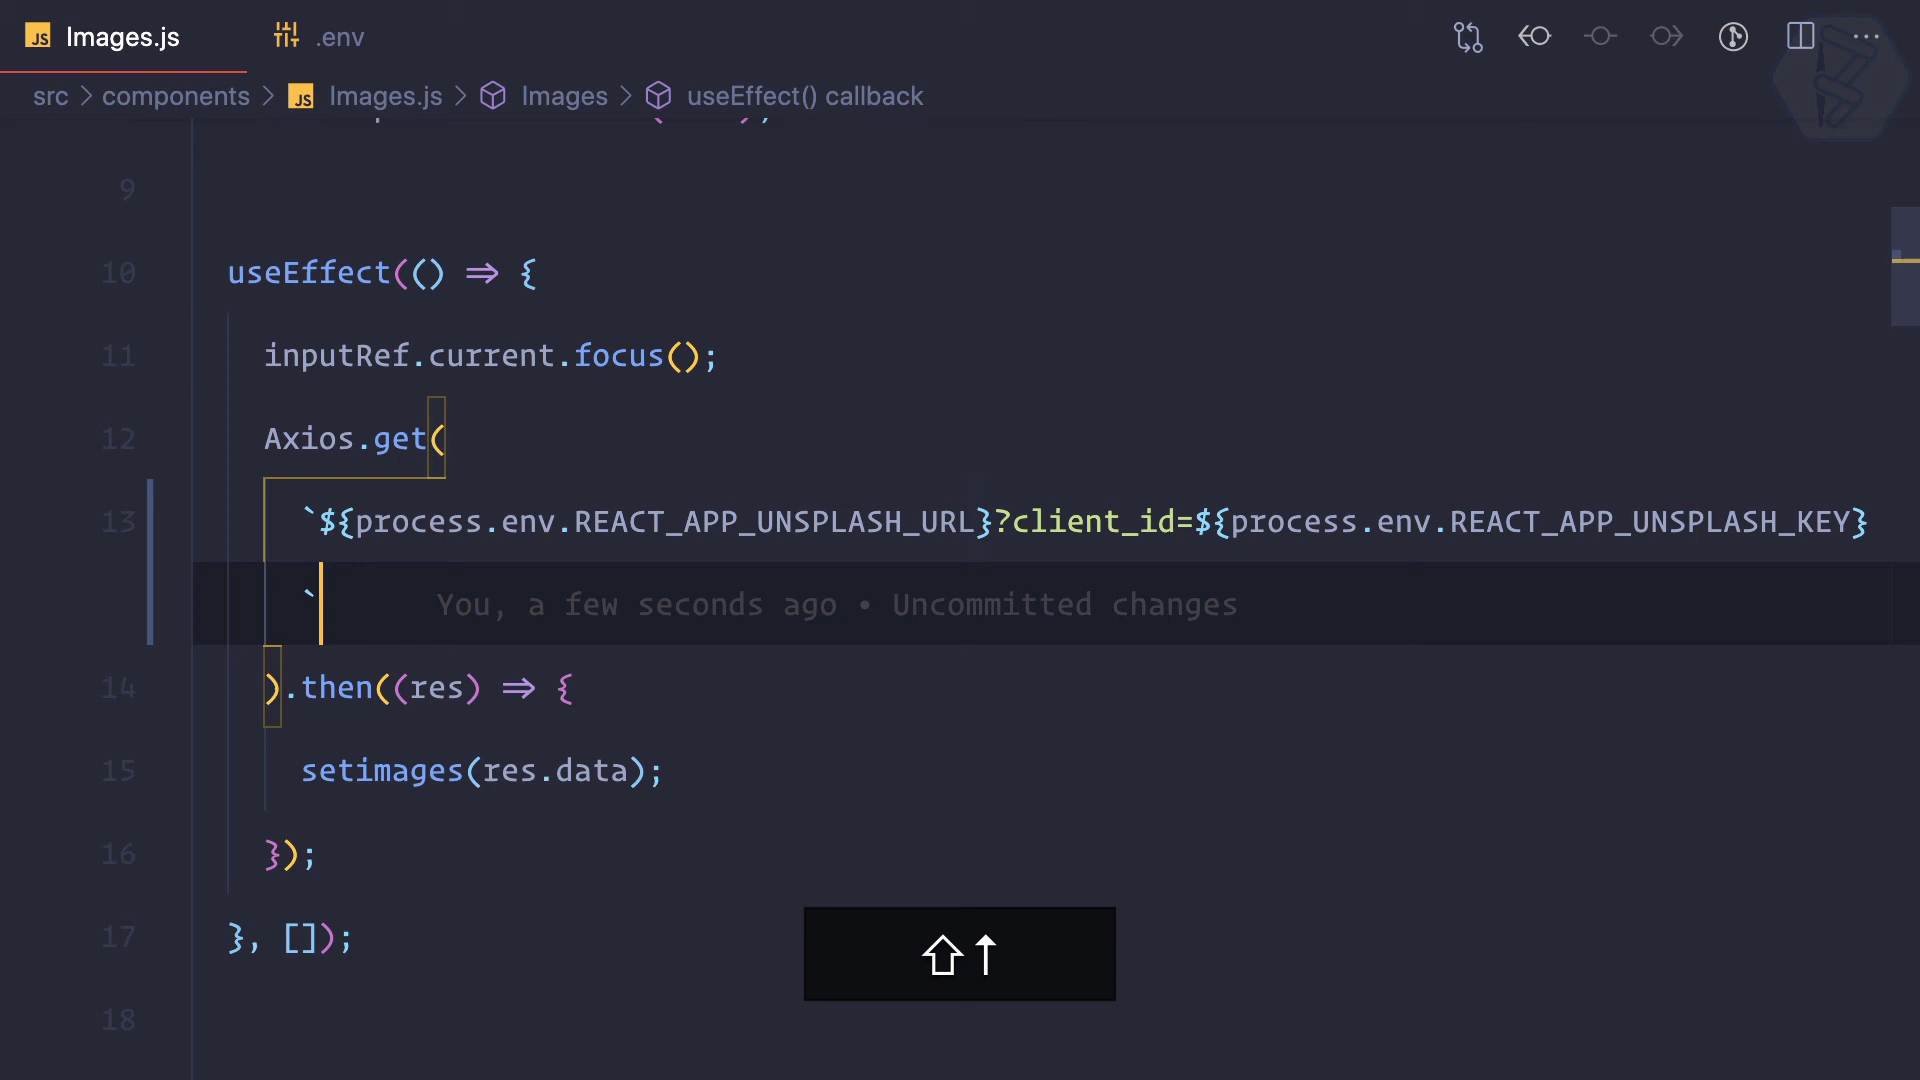 JS Images.js .env
src > components > JS Images.js > Images > useEffect() callback
9
10 useEffect(() => {
11 inputRef.current.focus();
12 Axios.get(
13 `${process.env.REACT_APP_UNSPLASH_URL}?client_id=${process.env.REACT_APP_UNSPLASH_KEY}
` You, a few seconds ago • Uncommitted changes
14 ).then((res) => {
15 setimages(res.data);
16 });
17 }, []);
18
⇧↑